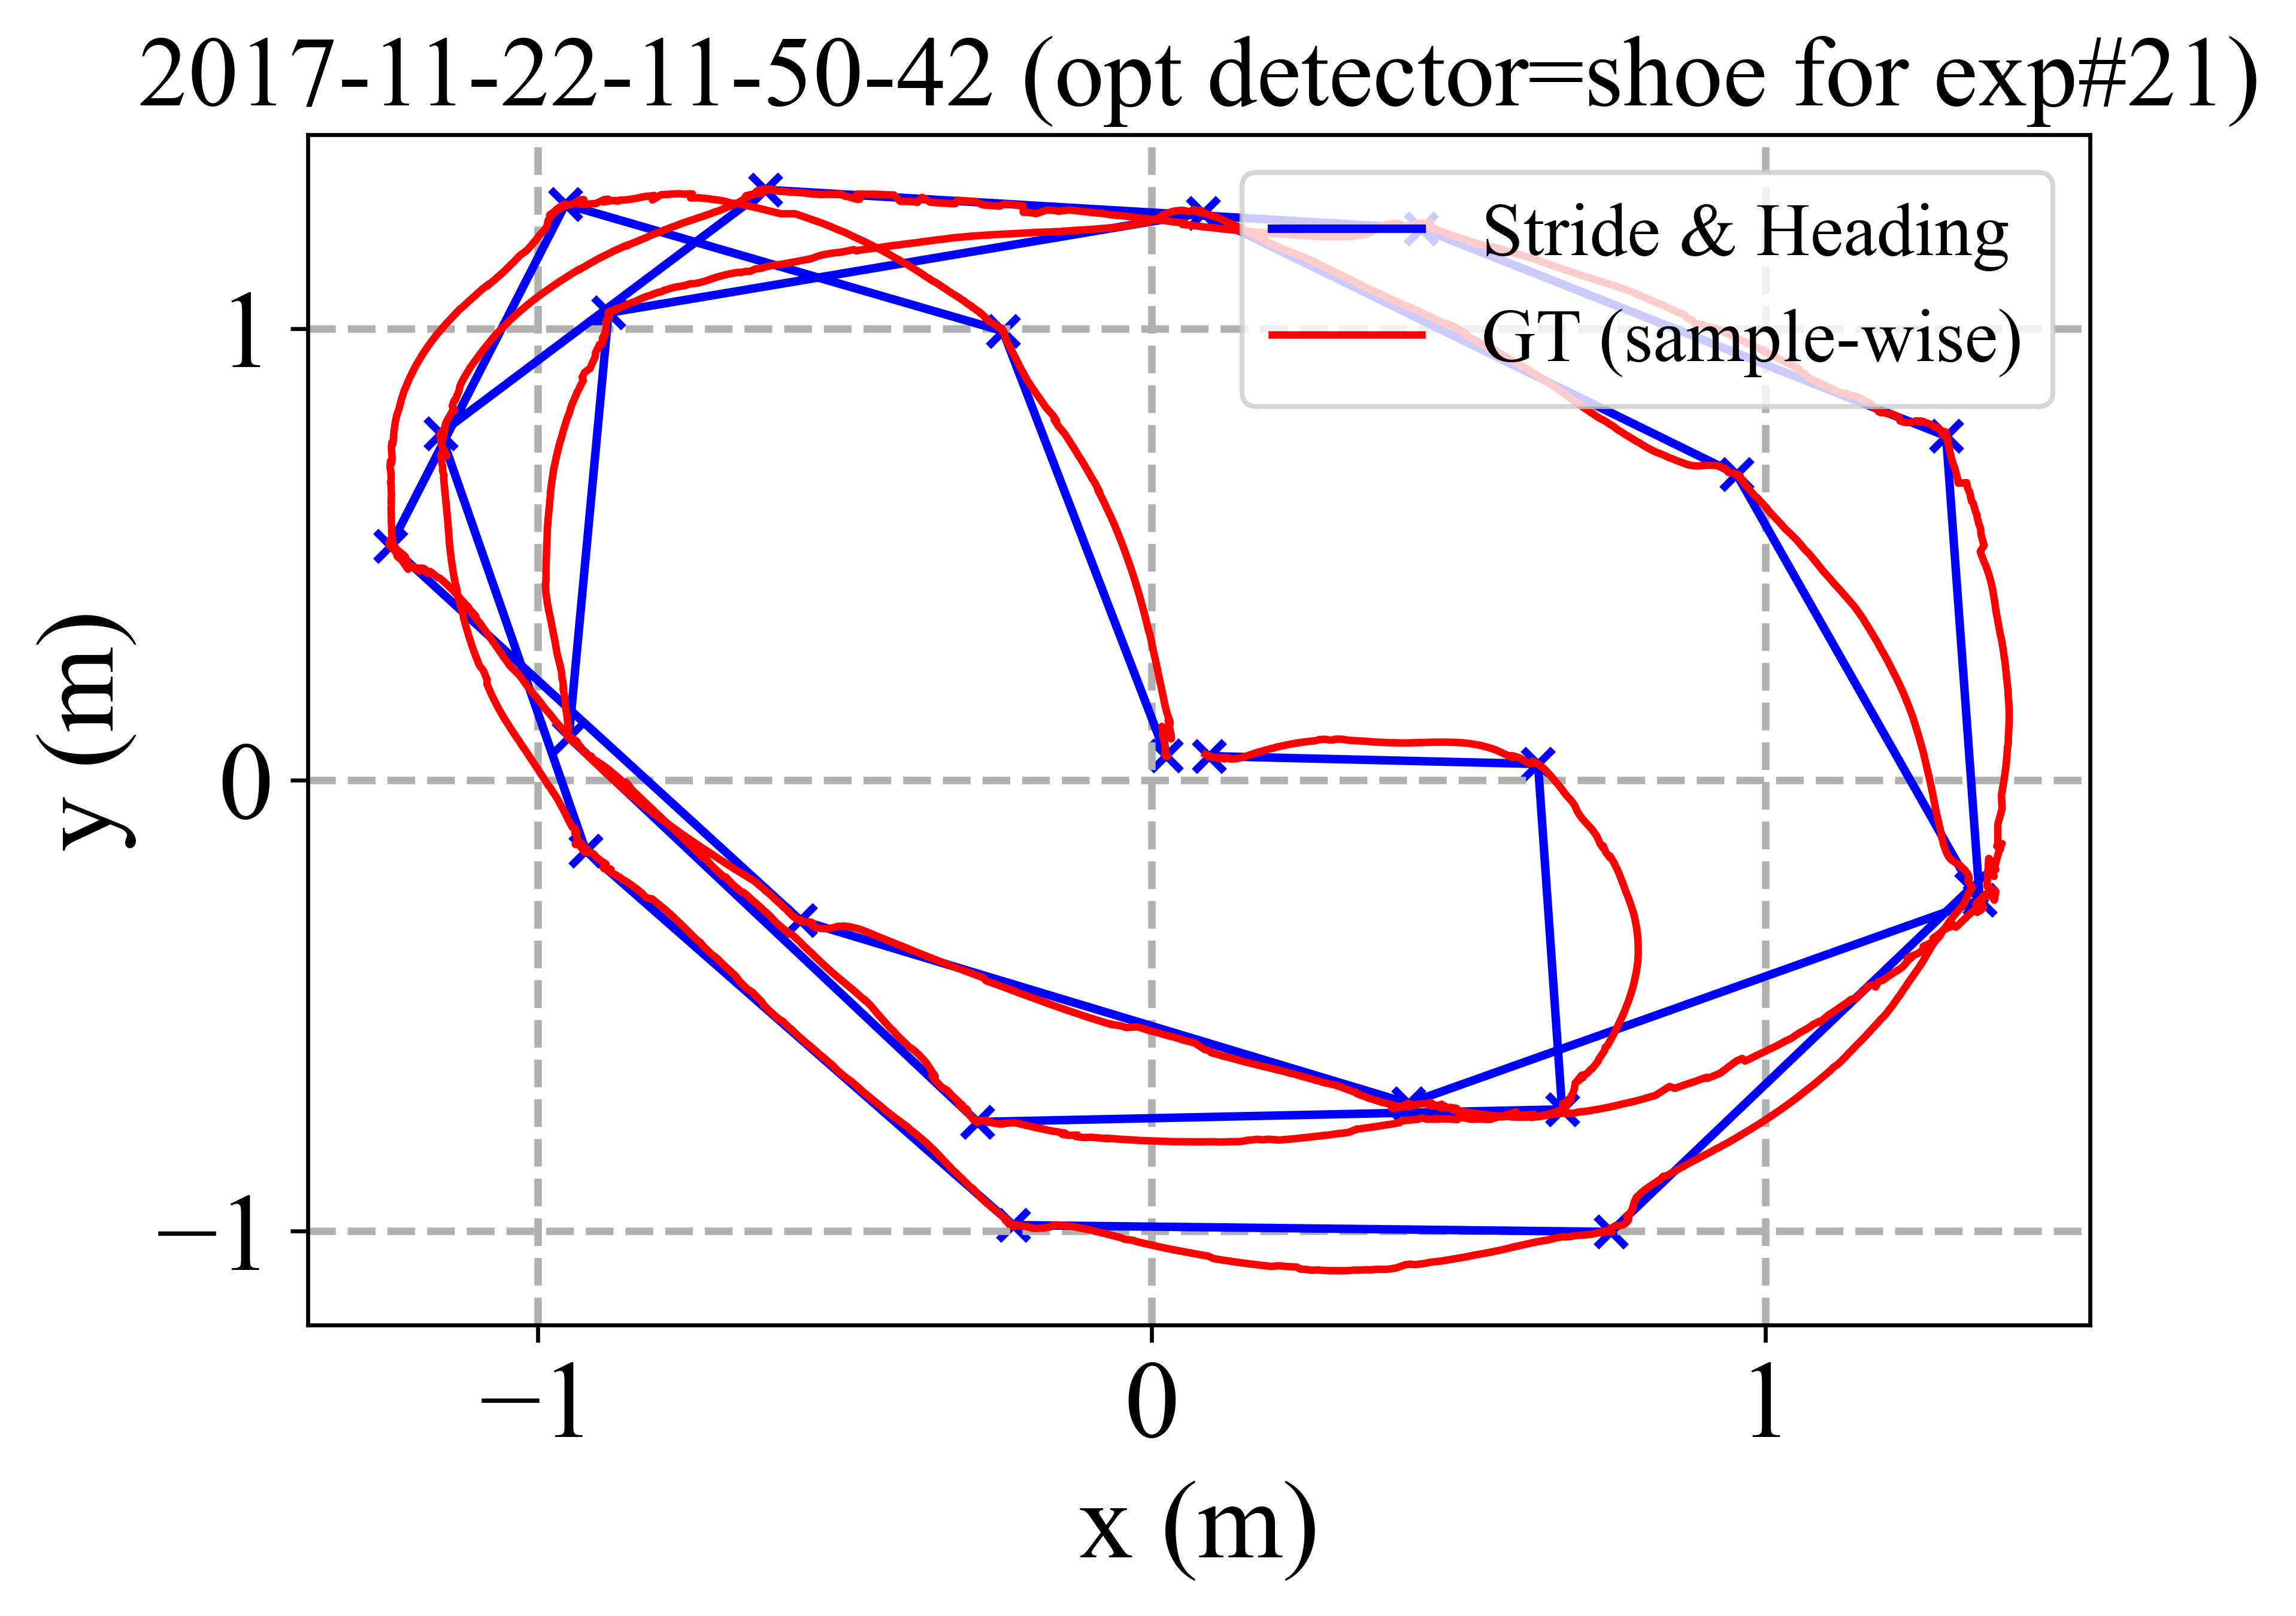 2017-11-22-11-50-42 (opt detector=shoe for exp#21)
Stride & Heading
GT (sample-wise)
y (m)
1
0
−1
−1 0 1
x (m)